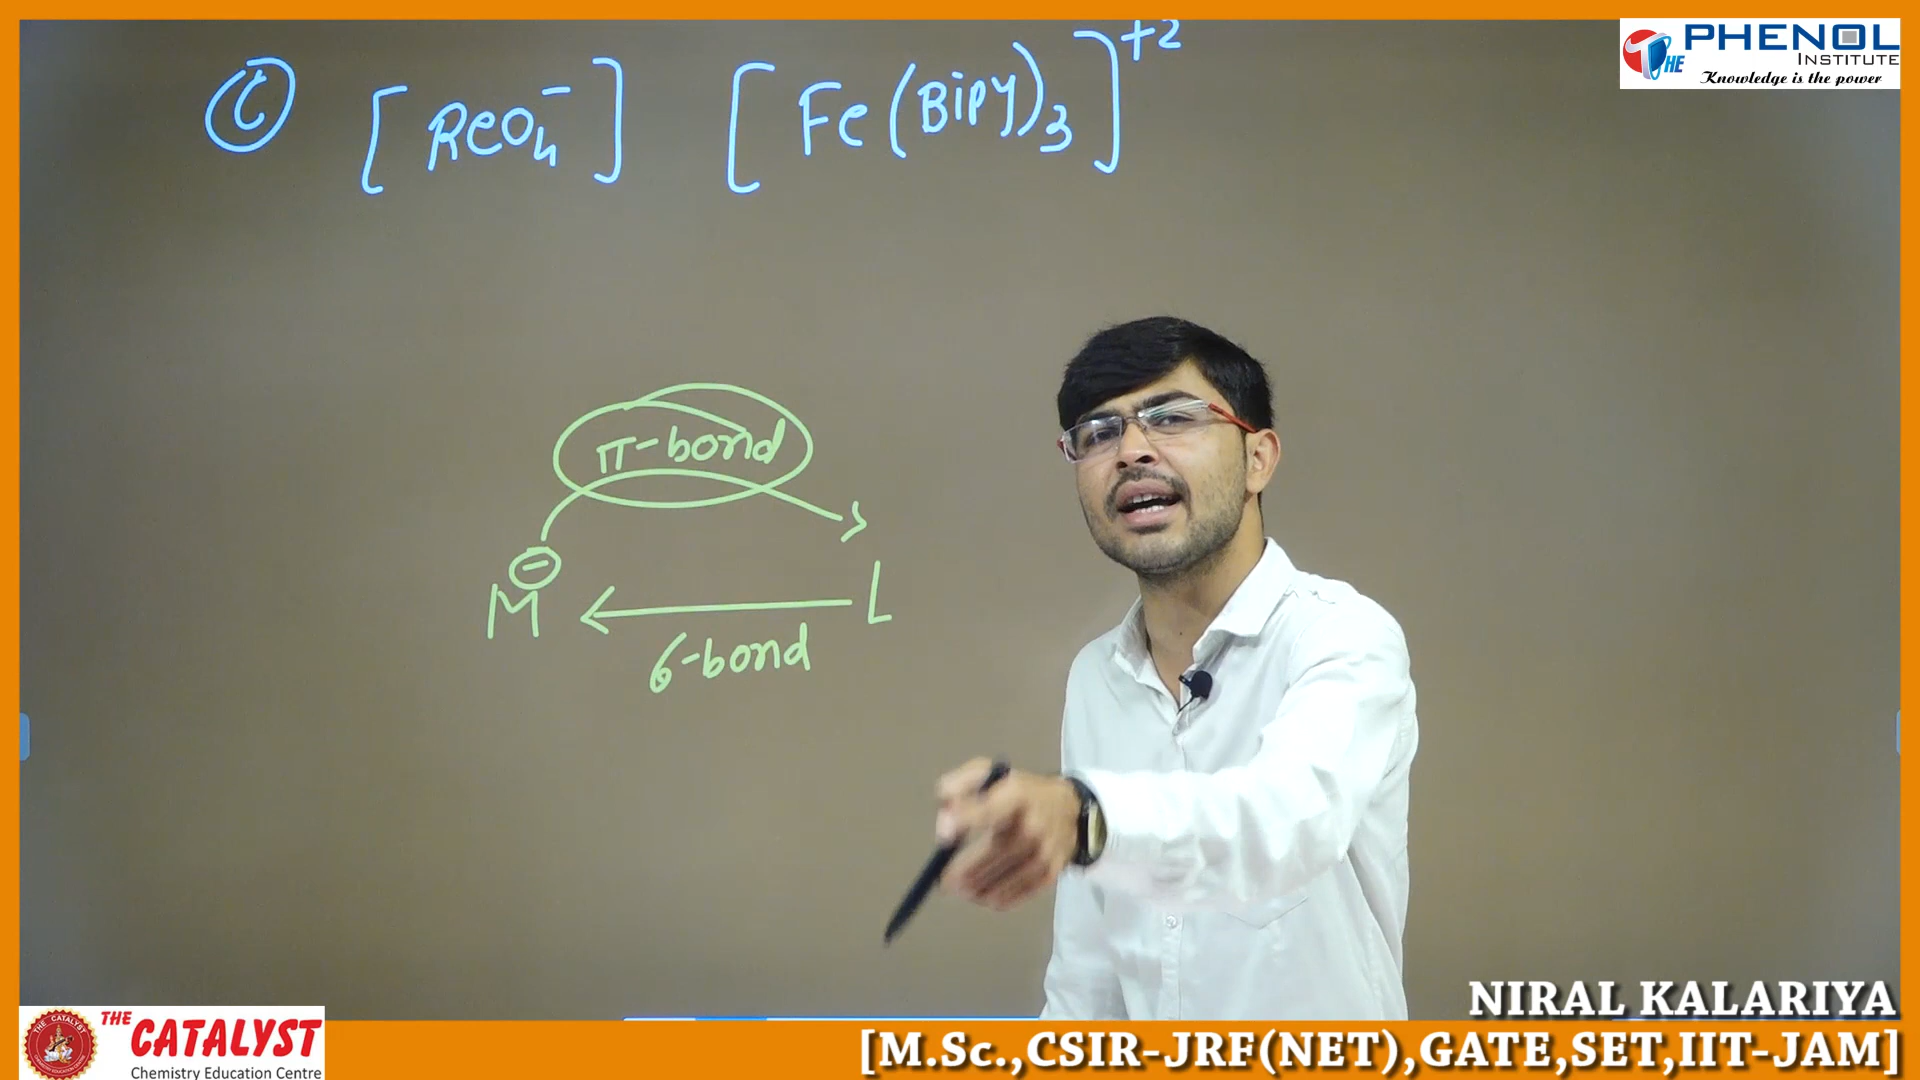 Ⓒ [ReO₄⁻] [Fe(Bipy)₃]⁺²
THE PHENOL
INSTITUTE
Knowledge is the power
π-bond
M⊖ ← L
6-bond
NIRAL KALARIYA
[M.Sc.,CSIR-JRF(NET),GATE,SET,IIT-JAM]
THE CATALYST
Chemistry Education Centre